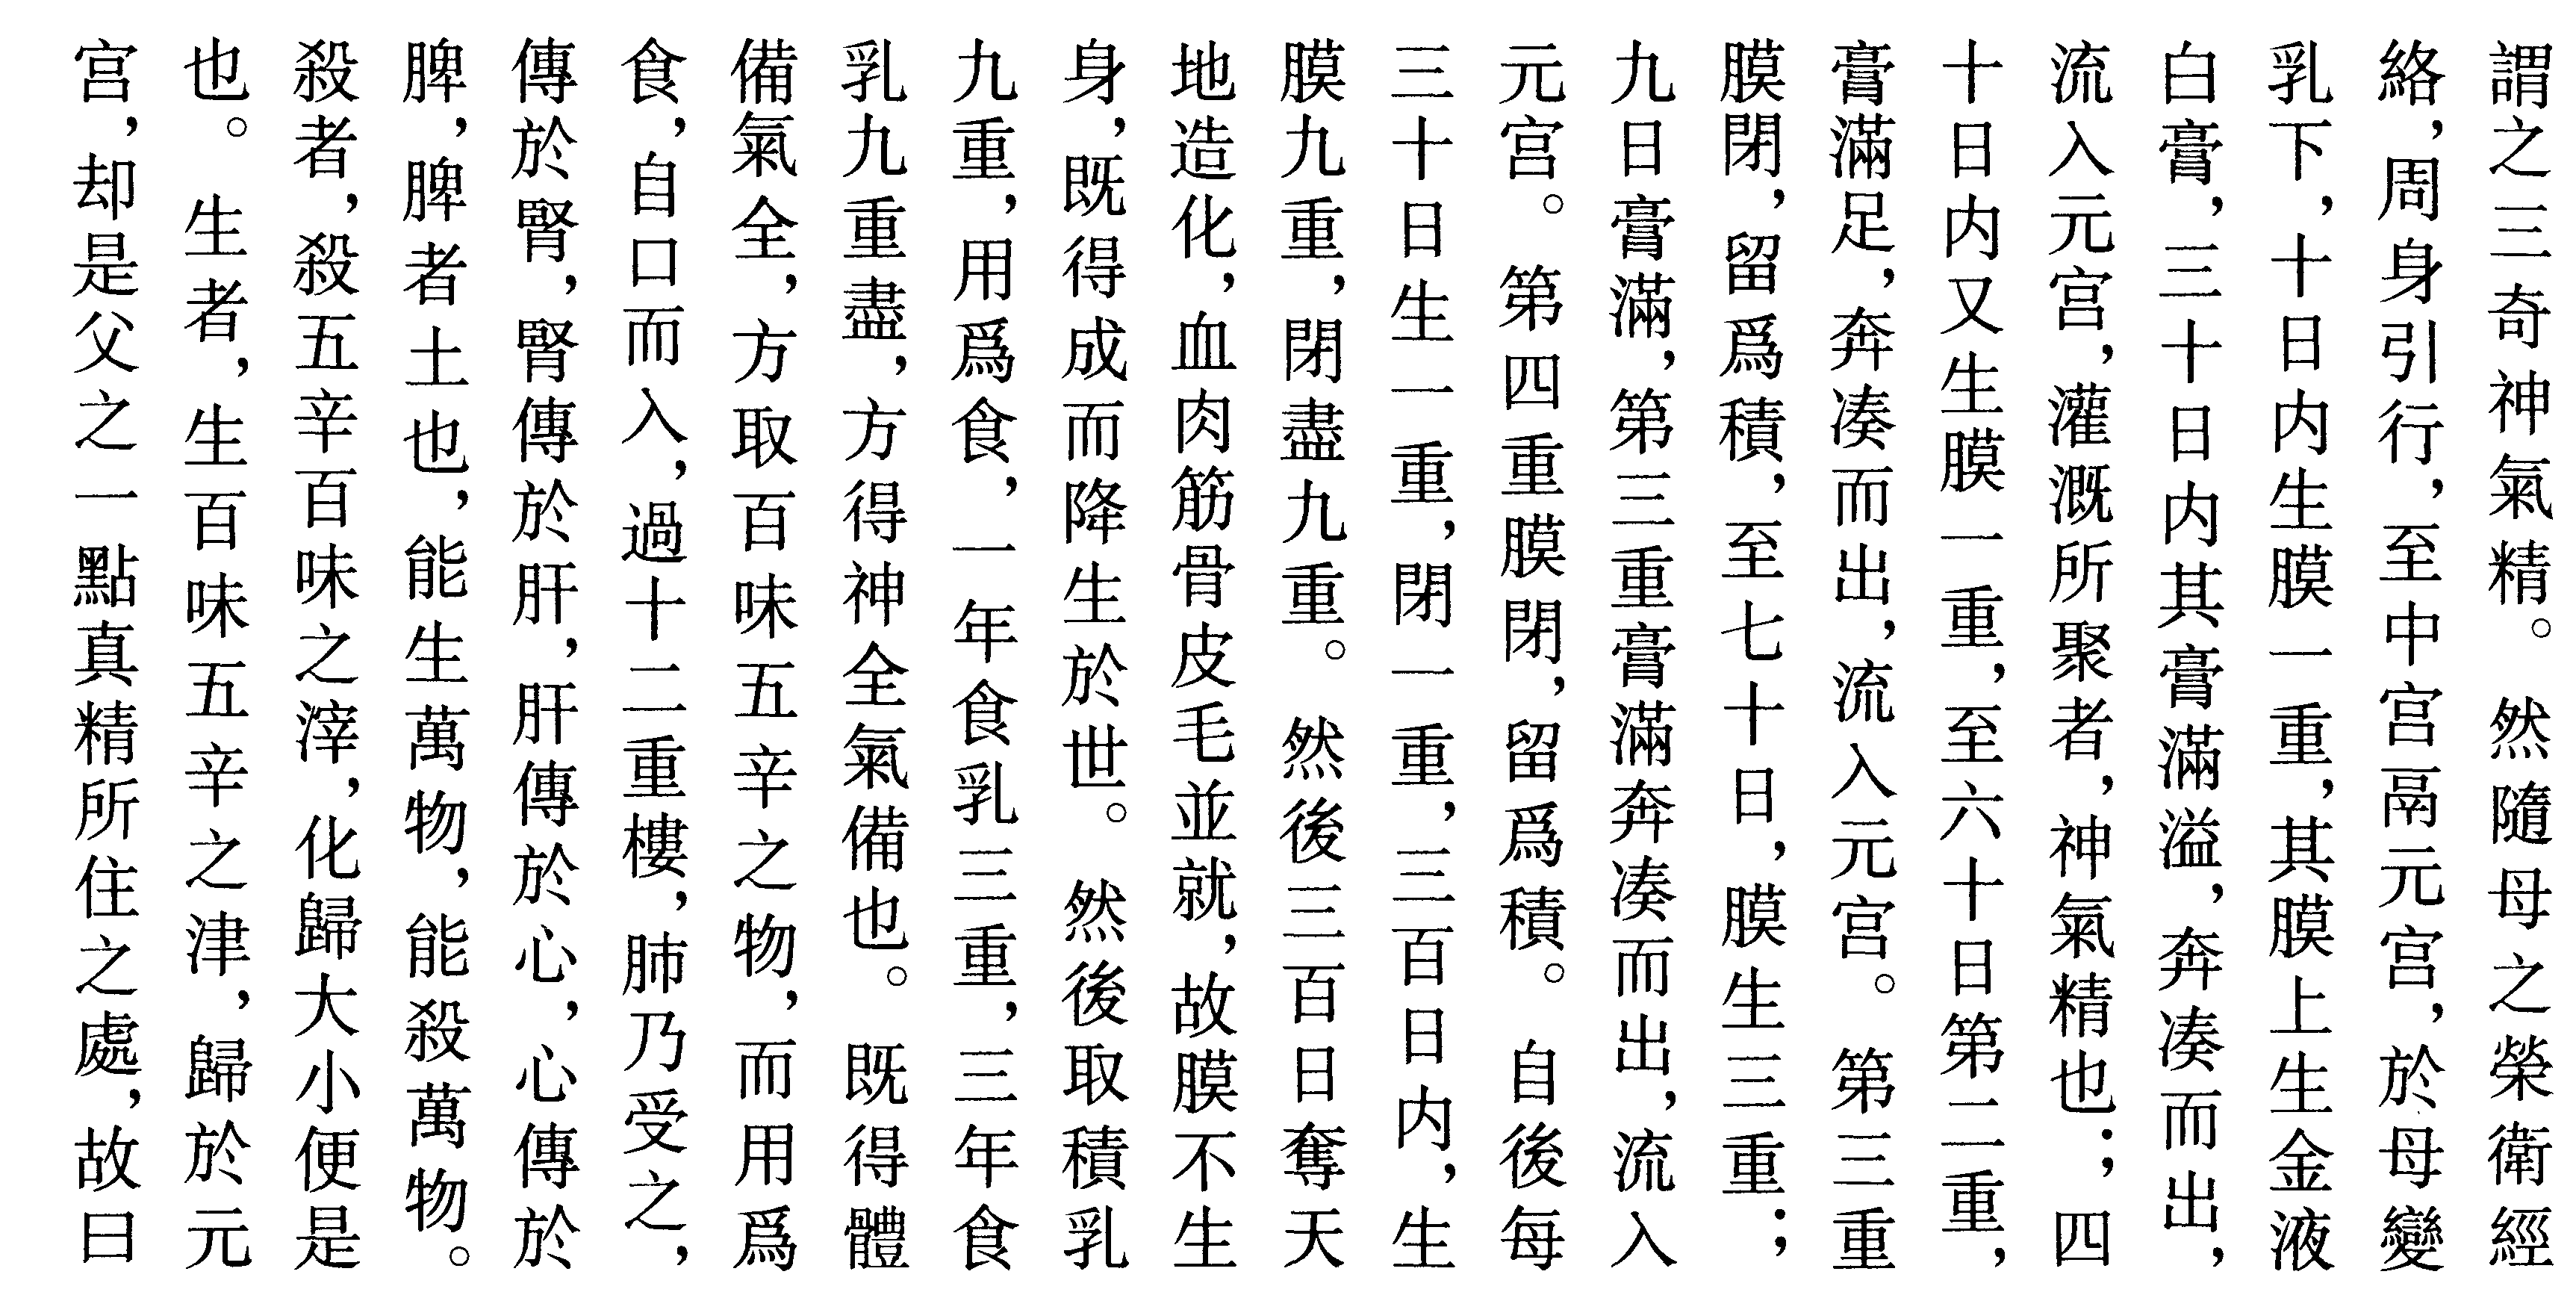 謂之三奇神氣精。　然隨母之榮衛經
絡，周身引行，至中宫鬲元宫，於母變
乳下，十日内生膜一重，其膜上生金液
白膏，三十日内其膏滿溢，奔凑而出，
流入元宫，灌溉所聚者，神氣精也；四
十日内又生膜一重，至六十日第二重，
膏滿足，奔凑而出，流入元宫。　第三重
膜閉，留爲積，至七十日，膜生三重；
九日膏滿，第三重膏滿奔凑而出，流入
元宫。　第四重膜閉，留爲積。　自後每
三十日生一重，閉一重，三百日内，生
膜九重，閉盡九重。　然後三百日奪天
地造化，血肉筋骨皮毛並就，故膜不生
身，既得成而降生於世。　然後取積乳
九重，用爲食，一年食乳三重，三年食
乳九重盡，方得神全氣備也。　既得體
備氣全，方取百味五辛之物，而用爲
食，自口而入，過十二重樓，肺乃受之，
傳於腎，腎傳於肝，肝傳於心，心傳於
脾，脾者土也，能生萬物，能殺萬物。
殺者，殺五辛百味之滓，化歸大小便是
也。　生者，生百味五辛之津，歸於元
宫，却是父之一點真精所住之處，故曰